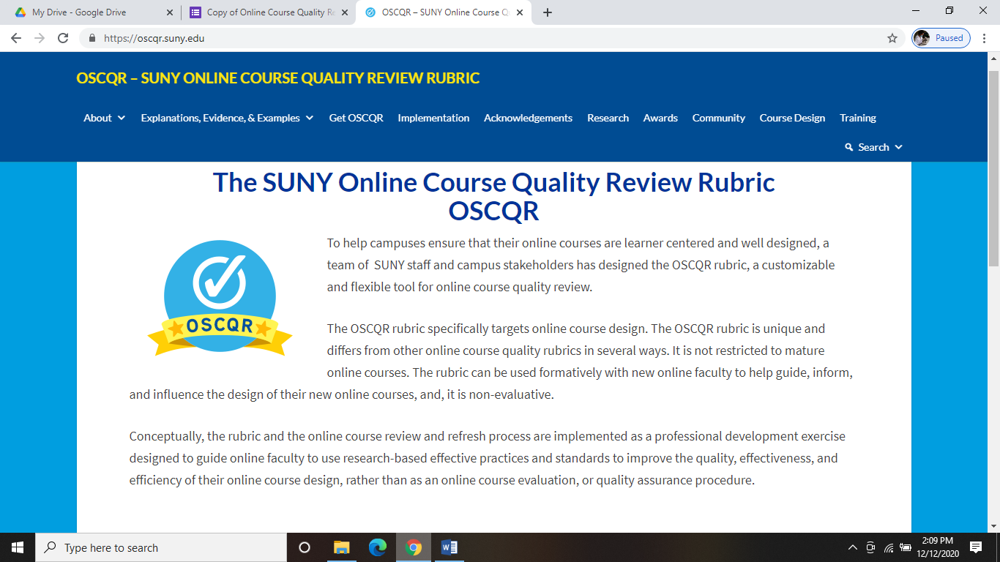 My Drive - Google Drive
Copy of Online Course Quality Re
OSCQR – SUNY Online Course Q
https://oscqr.suny.edu
Paused
OSCQR – SUNY ONLINE COURSE QUALITY REVIEW RUBRIC
About Explanations, Evidence, & Examples Get OSCQR Implementation Acknowledgements Research Awards Community Course Design Training
Search
The SUNY Online Course Quality Review Rubric
OSCQR
OSCQR
To help campuses ensure that their online courses are learner centered and well designed, a
team of SUNY staff and campus stakeholders has designed the OSCQR rubric, a customizable
and flexible tool for online course quality review.
The OSCQR rubric specifically targets online course design. The OSCQR rubric is unique and
differs from other online course quality rubrics in several ways. It is not restricted to mature
online courses. The rubric can be used formatively with new online faculty to help guide, inform,
and influence the design of their new online courses, and, it is non-evaluative.
Conceptually, the rubric and the online course review and refresh process are implemented as a professional development exercise
designed to guide online faculty to use research-based effective practices and standards to improve the quality, effectiveness, and
efficiency of their online course design, rather than as an online course evaluation, or quality assurance procedure.
Type here to search
2:09 PM
12/12/2020